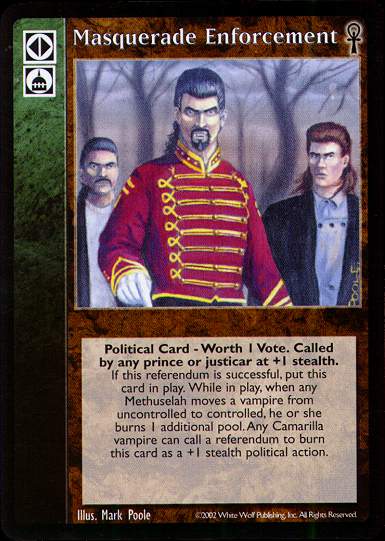 Masquerade Enforcement
POOLE
Political Card - Worth 1 Vote. Called
by any prince or justicar at +1 stealth.
If this referendum is successful, put this
card in play. While in play, when any
Methuselah moves a vampire from
uncontrolled to controlled, he or she
burns 1 additional pool. Any Camarilla
vampire can call a referendum to burn
this card as a +1 stealth political action.
Illus. Mark Poole
©2002 White Wolf Publishing, Inc. All Rights Reserved.